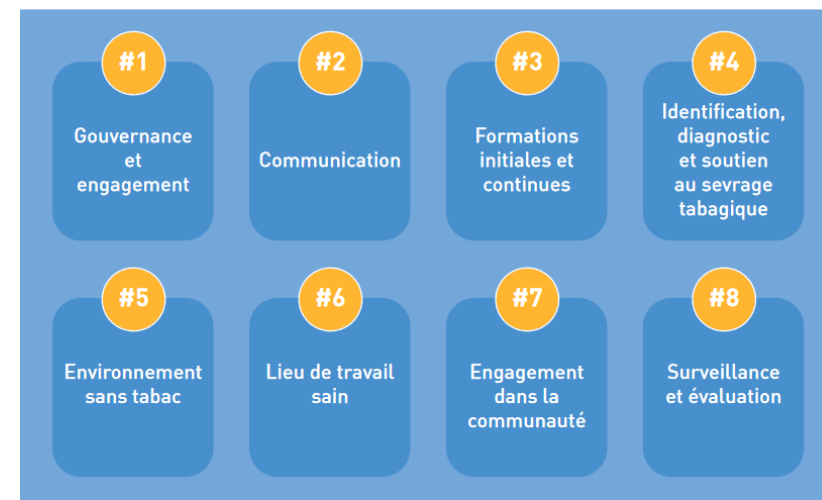 #1
Gouvernance
et
engagement
#2
Communication
#3
Formations
initiales et
continues
#4
Identification,
diagnostic
et soutien
au sevrage
tabagique
#5
Environnement
sans tabac
#6
Lieu de travail
sain
#7
Engagement
dans la
communauté
#8
Surveillance
et évaluation